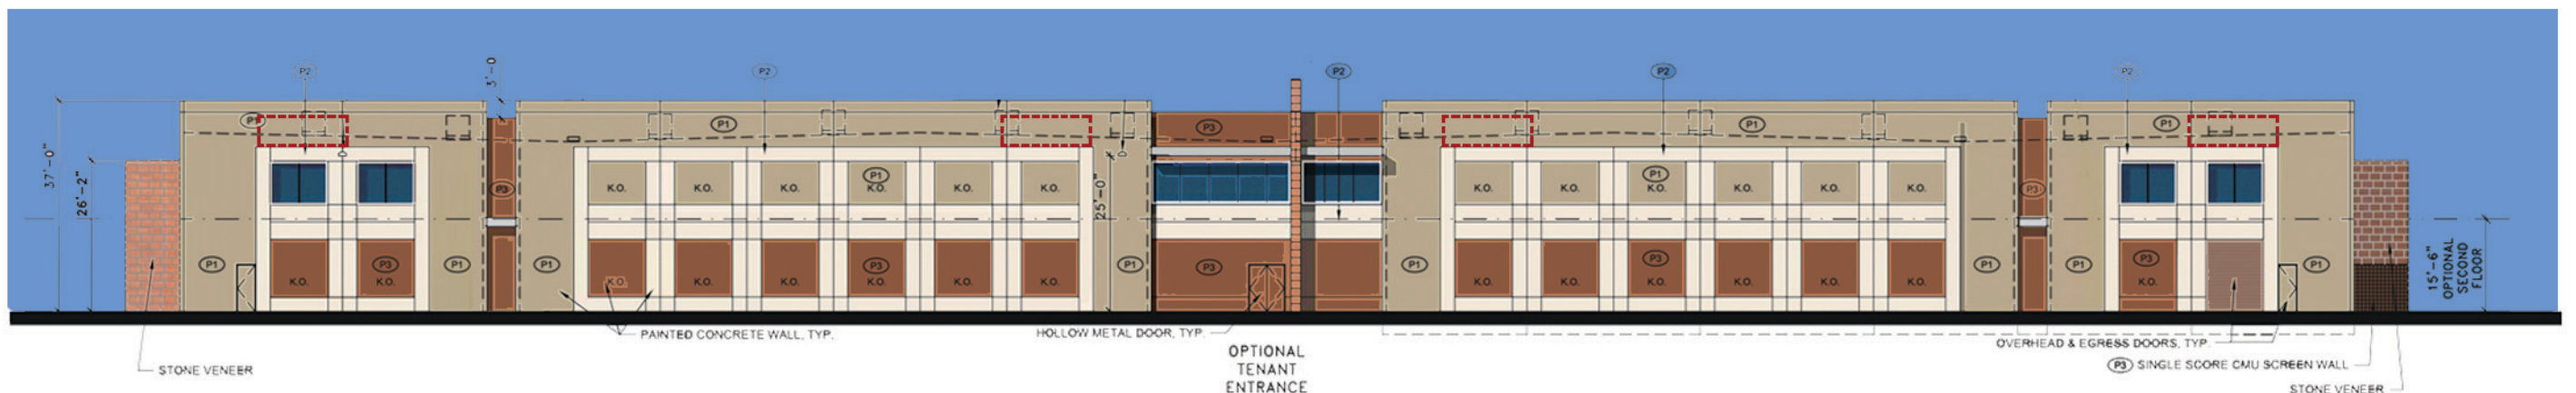 P2 P2 P2 P2 P2
3'-0
P1 P1 P3 P1 P1
37'-0"
26'-2"
25'-0"
P3 P1 P1 P3
K.O. K.O. K.O. K.O. K.O. K.O. K.O. K.O. K.O. K.O. K.O. K.O.
P1 P3 P1 P1 P3 P1 P3 P1 P3 P1 P1 P3 P1
K.O. K.O. K.O. K.O. K.O. K.O. K.O. K.O. K.O. K.O. K.O. K.O. K.O. K.O. K.O.
15'-6"
OPTIONAL
SECOND
FLOOR
PAINTED CONCRETE WALL, TYP.
HOLLOW METAL DOOR, TYP.
OVERHEAD & EGRESS DOORS, TYP.
OPTIONAL
TENANT
ENTRANCE
P3 SINGLE SCORE CMU SCREEN WALL
STONE VENEER
STONE VENEER